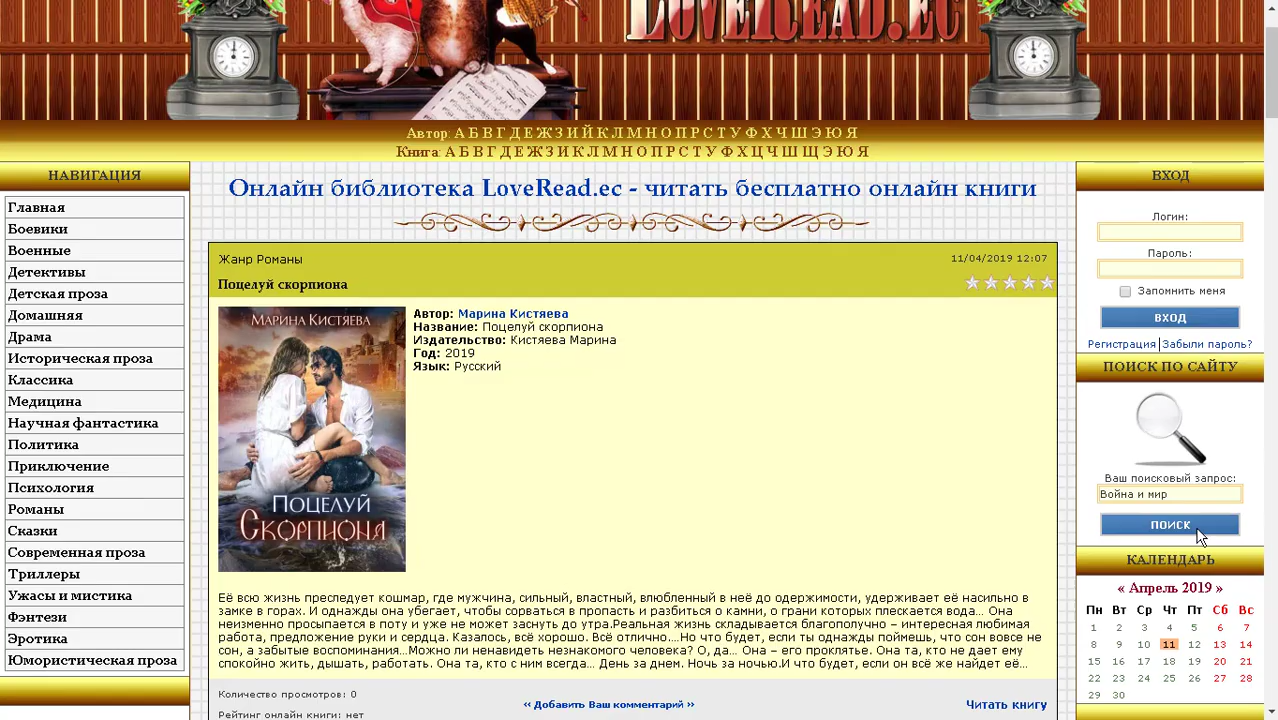 LOVEREAD.EC
Автор: А Б В Г Д Е Ж З И Й К Л М Н О П Р С Т У Ф Х Ч Ш Э Ю Я
Книга: А Б В Г Д Е Ж З И К Л М Н О П Р С Т У Ф Х Ц Ч Ш Щ Э Ю Я
НАВИГАЦИЯ
Главная
Боевики
Военные
Детективы
Детская проза
Домашняя
Драма
Историческая проза
Классика
Медицина
Научная фантастика
Политика
Приключение
Психология
Романы
Сказки
Современная проза
Триллеры
Ужасы и мистика
Фэнтези
Эротика
Юмористическая проза
Онлайн библиотека LoveRead.ec - читать бесплатно онлайн книги
Жанр Романы
11/04/2019 12:07
Поцелуй скорпиона
МАРИНА КИСТЯЕВА
ПОЦЕЛУЙ
СКОРПИОНА
Автор: Марина Кистяева
Название: Поцелуй скорпиона
Издательство: Кистяева Марина
Год: 2019
Язык: Русский
Её всю жизнь преследует кошмар, где мужчина, сильный, властный, влюбленный в неё до одержимости, удерживает её насильно в
замке в горах. И однажды она убегает, чтобы сорваться в пропасть и разбиться о камни, о грани которых плескается вода... Она
неизменно просыпается в поту и уже не может заснуть до утра.Реальная жизнь складывается благополучно – интересная любимая
работа, предложение руки и сердца. Казалось, всё хорошо. Всё отлично....Но что будет, если ты однажды поймешь, что сон вовсе не
сон, а забытые воспоминания...Можно ли ненавидеть незнакомого человека? О, да... Она – его проклятье. Она та, кто не дает ему
спокойно жить, дышать, работать. Она та, кто с ним всегда... День за днем. Ночь за ночью.И что будет, если он всё же найдет её...
Количество просмотров: 0
Рейтинг онлайн книги: нет
« Добавить Ваш комментарий »
Читать книгу
ВХОД
Логин:
Пароль:
Запомнить меня
ВХОД
Регистрация|Забыли пароль?
ПОИСК ПО САЙТУ
Ваш поисковый запрос:
Война и мир
ПОИСК
КАЛЕНДАРЬ
« Апрель 2019 »
Пн Вт Ср Чт Пт Сб Вс
1 2 3 4 5 6 7
8 9 10 11 12 13 14
15 16 17 18 19 20 21
22 23 24 25 26 27 28
29 30